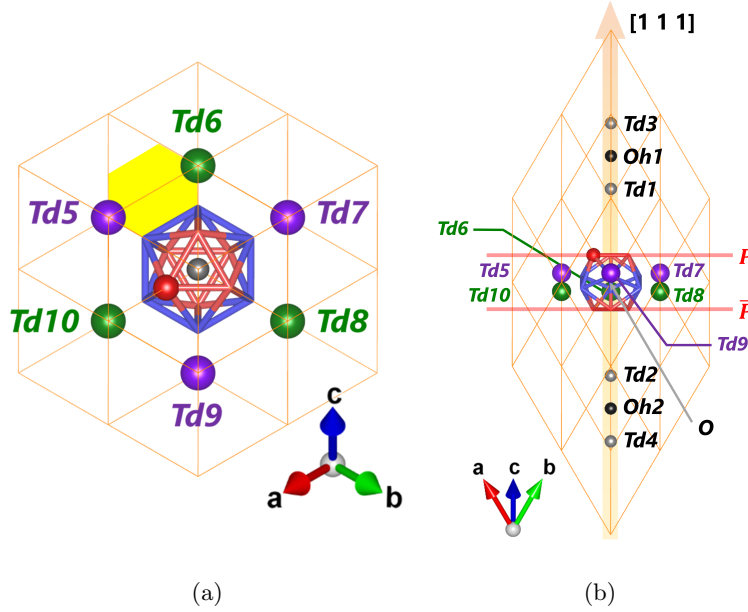 Td6
Td5
Td7
Td10
Td8
Td9
c
a
b
(a)
[1 1 1]
Td3
Oh1
Td1
Td6
P
Td5
Td7
Td10
Td8
P̅
Td9
Td2
Oh2
O
Td4
a
c
b
(b)